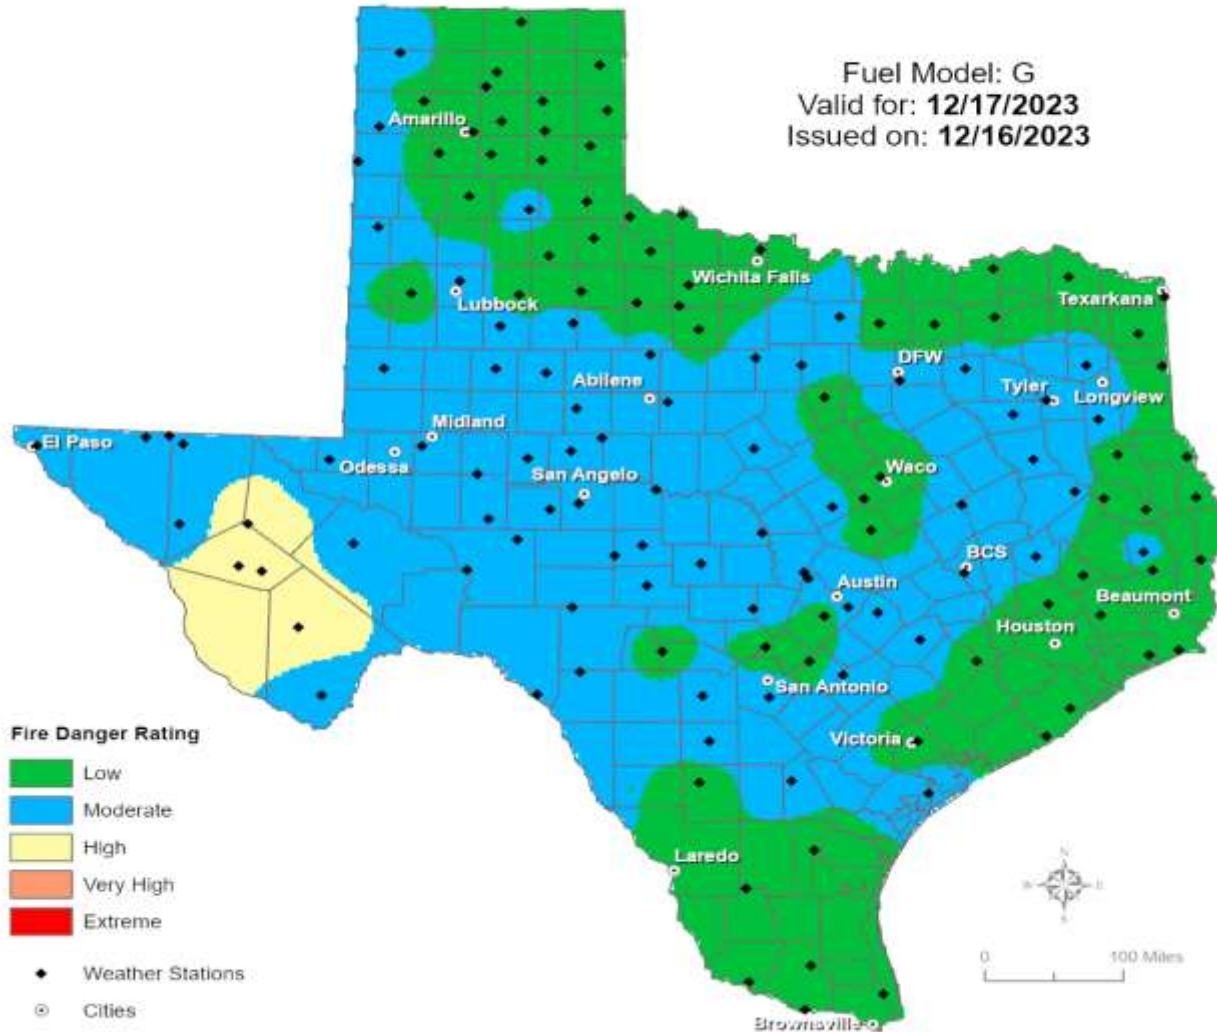 Fuel Model: G
Valid for: 12/17/2023
Issued on: 12/16/2023
Amarillo
Wichita Falls
Texarkana
Lubbock
DFW
Abilene
Tyler
Longview
Midland
El Paso
Odessa
San Angelo
Waco
BCS
Austin
Beaumont
Houston
San Antonio
Victoria
Laredo
Brownsville
Fire Danger Rating
Low
Moderate
High
Very High
Extreme
Weather Stations
Cities
N
W E
S
0 100 Miles